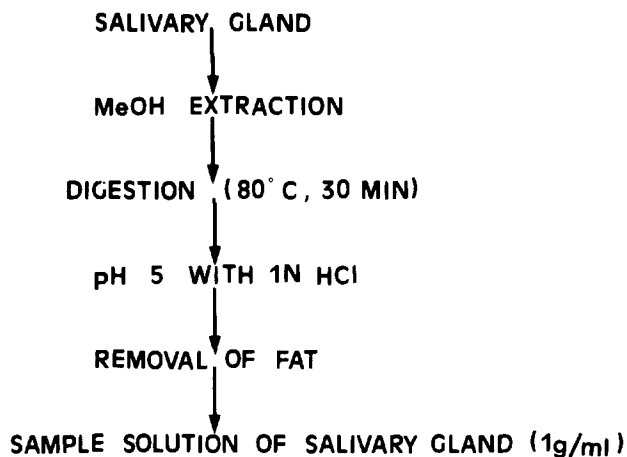 SALIVARY GLAND
MeOH EXTRACTION
DIGESTION (80°C, 30 MIN)
pH 5 WITH 1N HCl
REMOVAL OF FAT
SAMPLE SOLUTION OF SALIVARY GLAND (1g/ml)